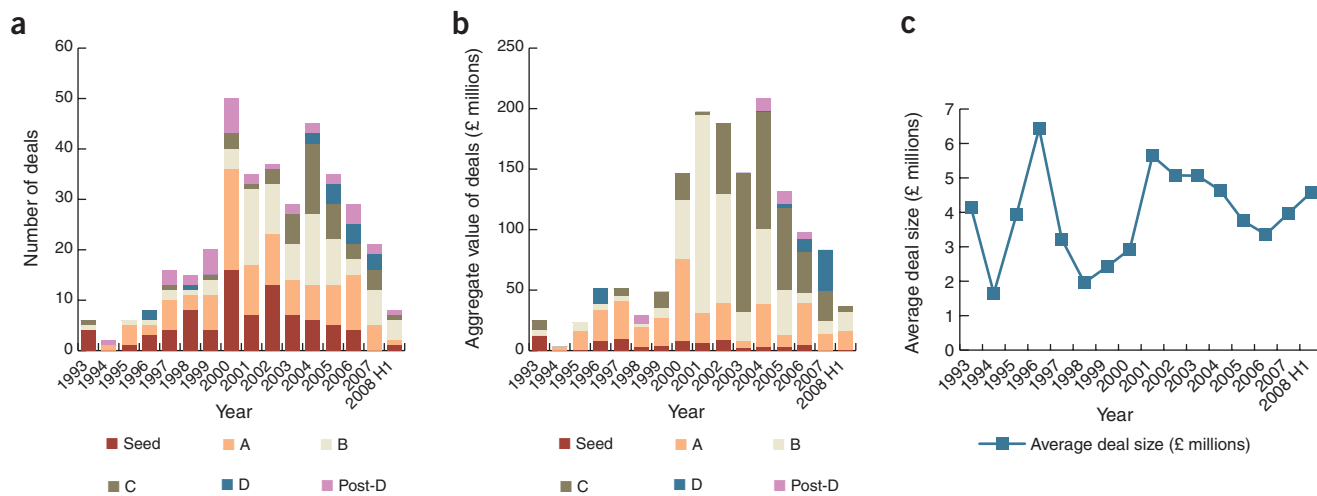 a
60
50
40
30
20
10
0
Number of deals
1993
1994
1995
1996
1997
1998
1999
2000
2001
2002
2003
2004
2005
2006
2007
2008 H1
Year
Seed
A
B
C
D
Post-D
b
250
200
150
100
50
0
Aggregate value of deals (£ millions)
1993
1994
1995
1996
1997
1998
1999
2000
2001
2002
2003
2004
2005
2006
2007
2008 H1
Year
Seed
A
B
C
D
Post-D
c
7
6
5
4
3
2
1
0
Average deal size (£ millions)
1993
1994
1995
1996
1997
1998
1999
2000
2001
2002
2003
2004
2005
2006
2007
2008 H1
Year
Average deal size (£ millions)